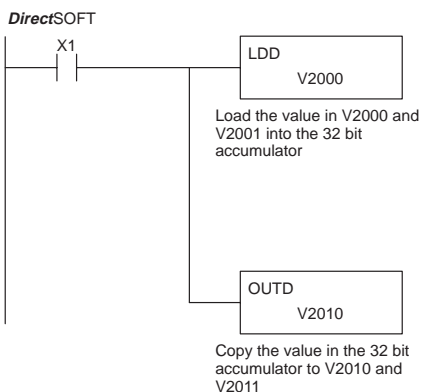 DirectSOFT
X1
LDD
V2000
Load the value in V2000 and
V2001 into the 32 bit
accumulator
OUTD
V2010
Copy the value in the 32 bit
accumulator to V2010 and
V2011